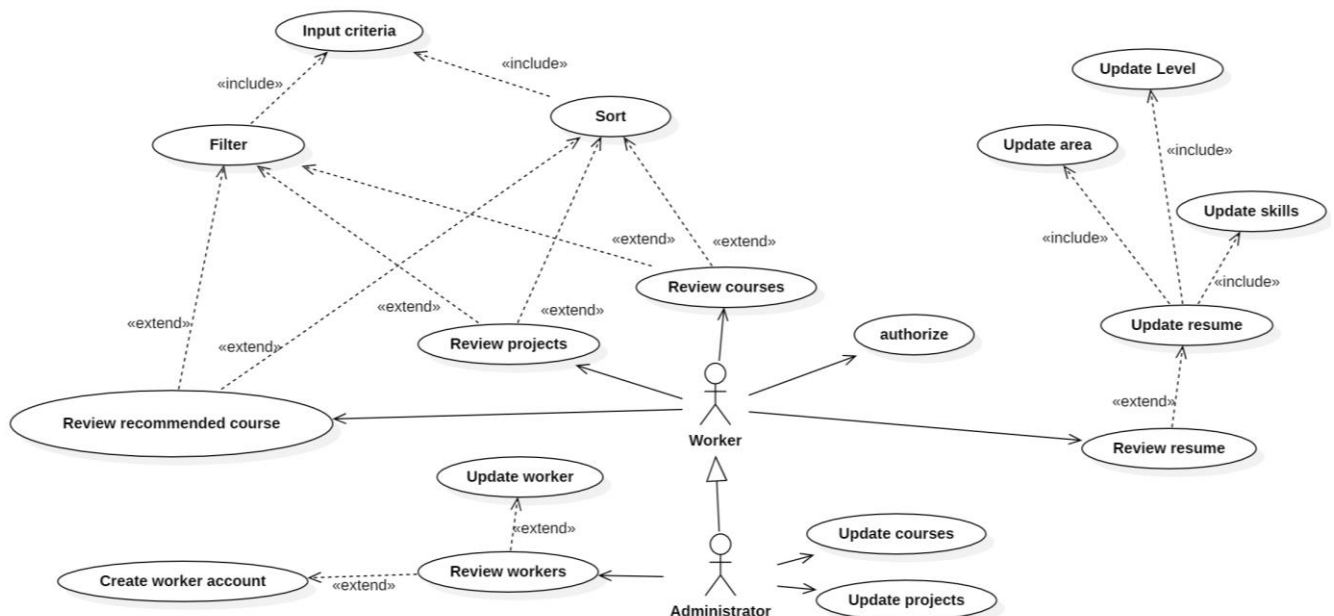 Input criteria
«include»
«include»
Update Level
Sort
Filter
Update area
«include»
Update skills
«include»
«extend»
«extend»
«include»
Review courses
«extend»
«extend»
«extend»
«extend»
Update resume
authorize
Review projects
«extend»
Review recommended course
Worker
Review resume
Update worker
«extend»
Update courses
Review workers
Create worker account
«extend»
Update projects
Administrator